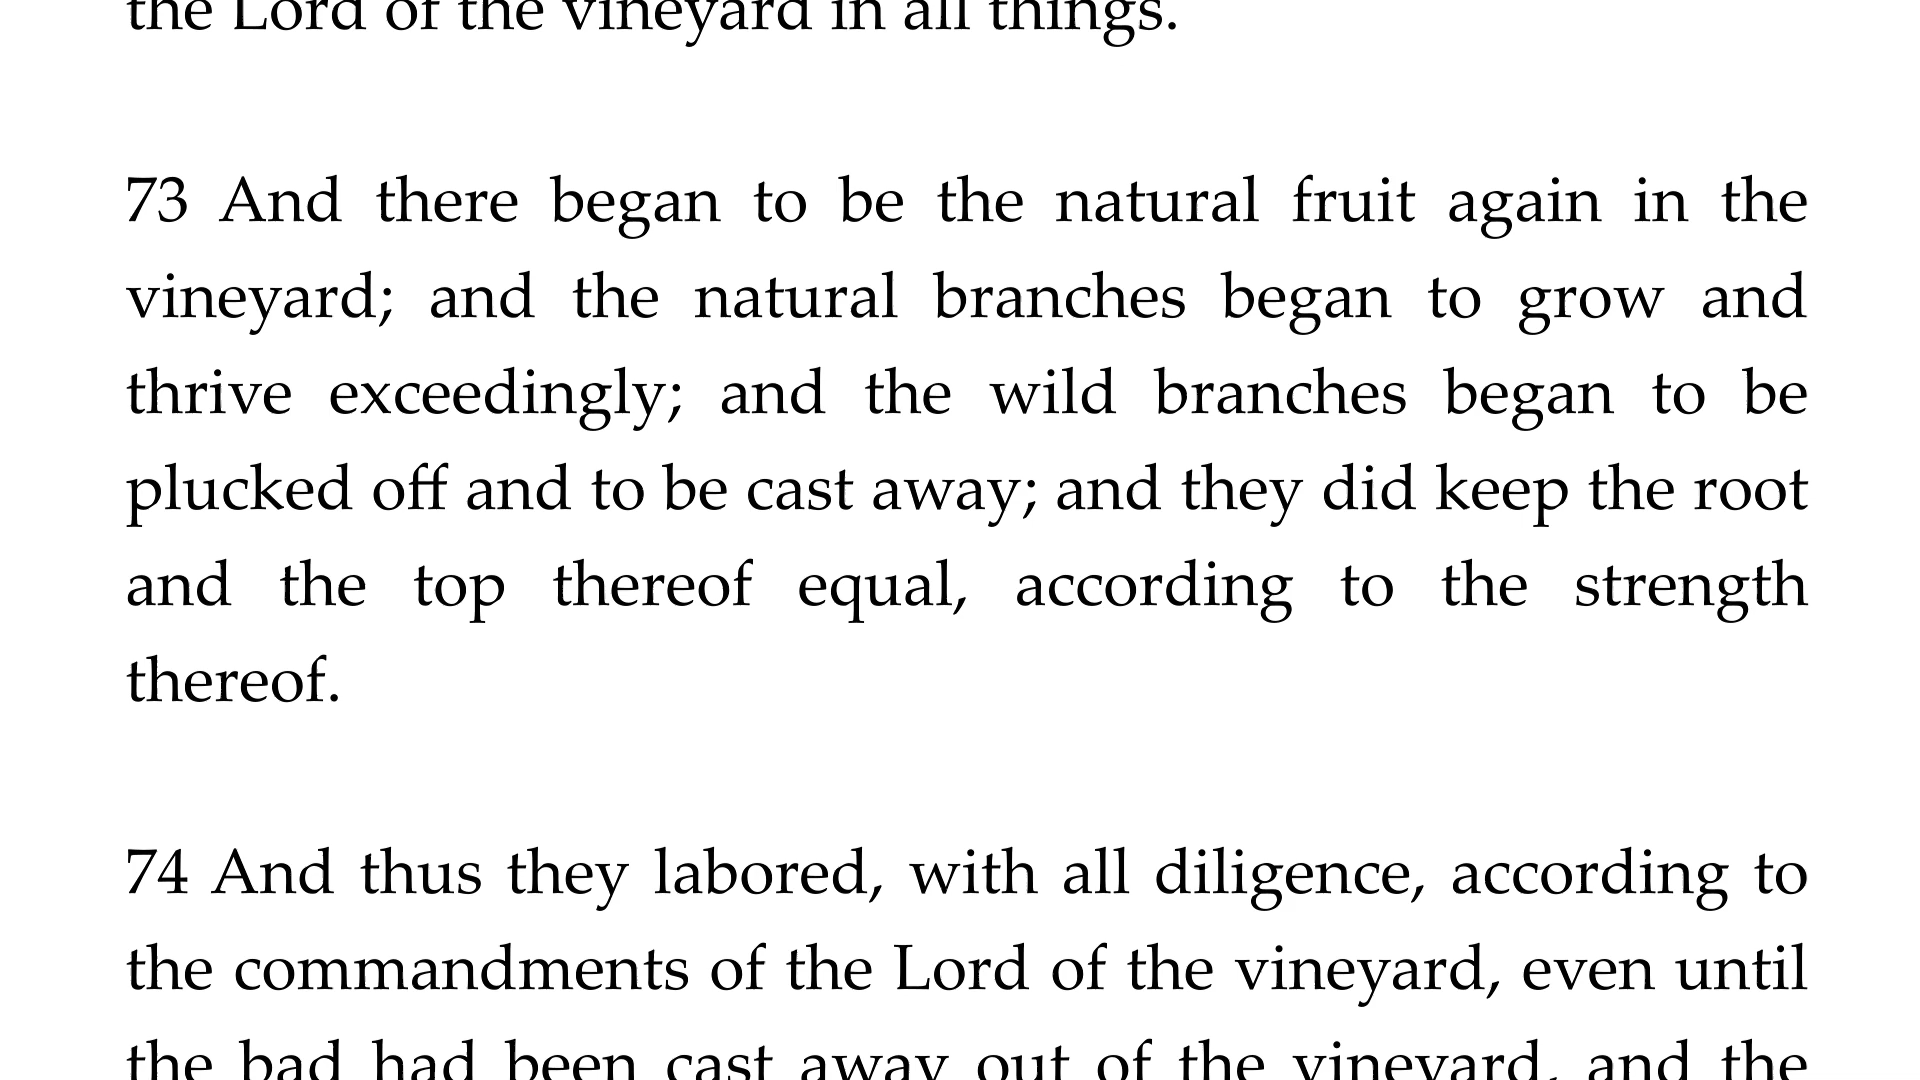 the Lord of the vineyard in all things.
73 And there began to be the natural fruit again in the
vineyard; and the natural branches began to grow and
thrive exceedingly; and the wild branches began to be
plucked off and to be cast away; and they did keep the root
and the top thereof equal, according to the strength
thereof.
74 And thus they labored, with all diligence, according to
the commandments of the Lord of the vineyard, even until
the bad had been cast away out of the vineyard, and the